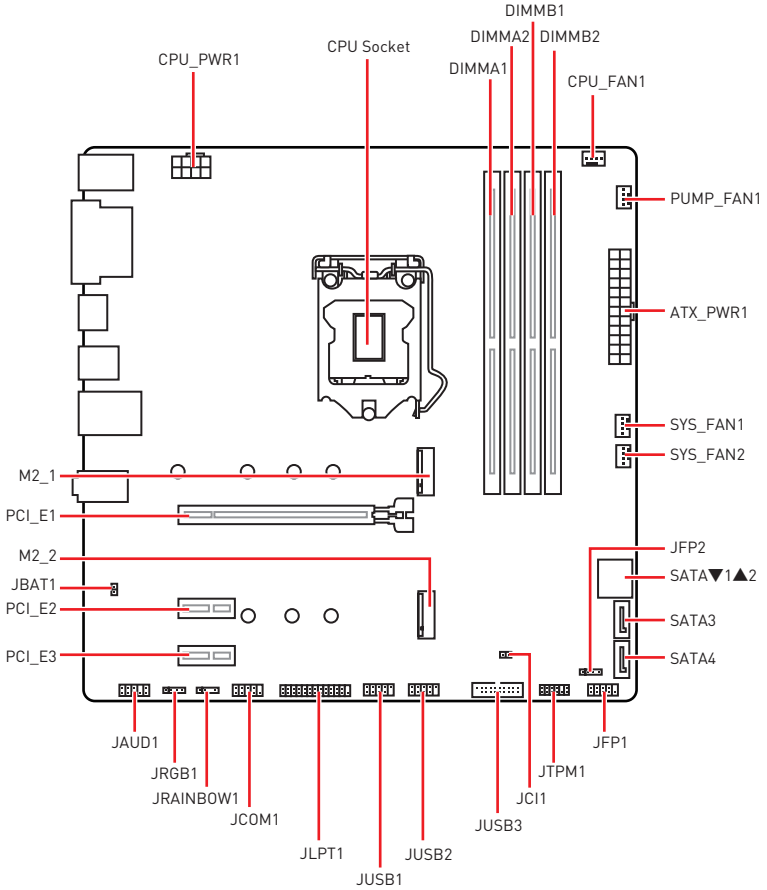 DIMMB1
DIMMA2 DIMMB2
CPU_PWR1
CPU Socket
DIMMA1
CPU_FAN1
PUMP_FAN1
ATX_PWR1
SYS_FAN1
SYS_FAN2
M2_1
PCI_E1
M2_2
JFP2
JBAT1
SATA▼1▲2
PCI_E2
SATA3
PCI_E3
SATA4
JAUD1
JFP1
JRGB1
JTPM1
JRAINBOW1
JCI1
JCOM1
JUSB3
JLPT1
JUSB2
JUSB1